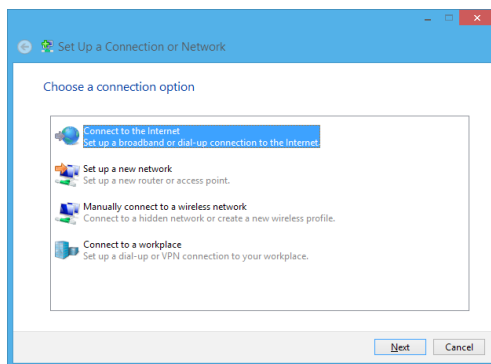 Set Up a Connection or Network
Choose a connection option
Connect to the Internet
Set up a broadband or dial-up connection to the Internet.
Set up a new network
Set up a new router or access point.
Manually connect to a wireless network
Connect to a hidden network or create a new wireless profile.
Connect to a workplace
Set up a dial-up or VPN connection to your workplace.
Next Cancel